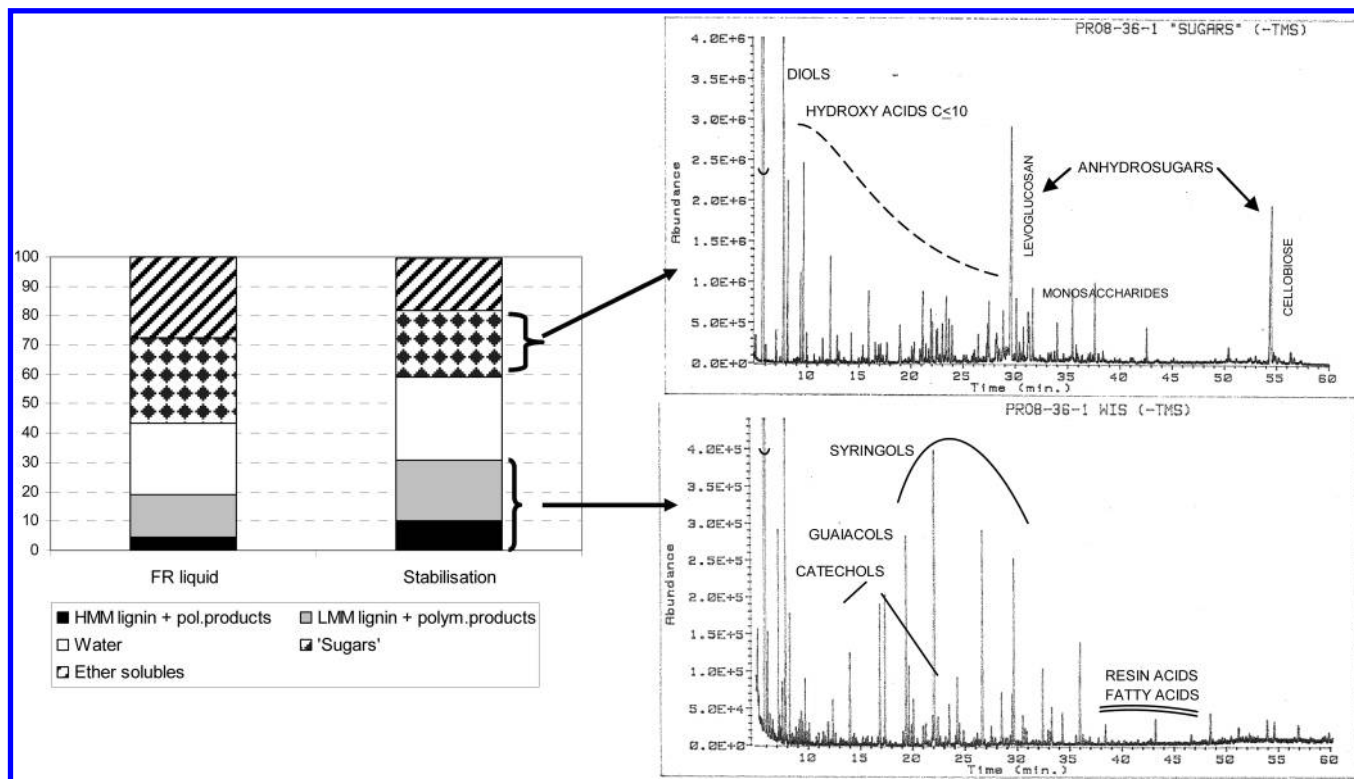 100
90
80
70
60
50
40
30
20
10
0
FR liquid
Stabilisation
HMM lignin + pol.products
LMM lignin + polym.products
Water
'Sugars'
Ether solubles
PRO8-36-1 "SUGARS" (-TMS)
4.0E+6
3.5E+6
3.0E+6
2.5E+6
2.0E+6
1.5E+6
1.0E+6
5.0E+5
0.0E+0
Abundance
DIOLS
HYDROXY ACIDS C≤10
LEVOGLUCOSAN
ANHYDROSUGARS
MONOSACCHARIDES
CELLOBIOSE
10
15
20
25
30
35
40
45
50
55
60
Time (min.)
PRO8-36-1 WIS (-TMS)
4.0E+5
3.5E+5
3.0E+5
2.5E+5
2.0E+5
1.5E+5
1.0E+5
5.0E+4
0.0E+0
Abundance
SYRINGOLS
GUAIACOLS
CATECHOLS
RESIN ACIDS
FATTY ACIDS
10
15
20
25
30
35
40
45
50
55
60
Time (min.)